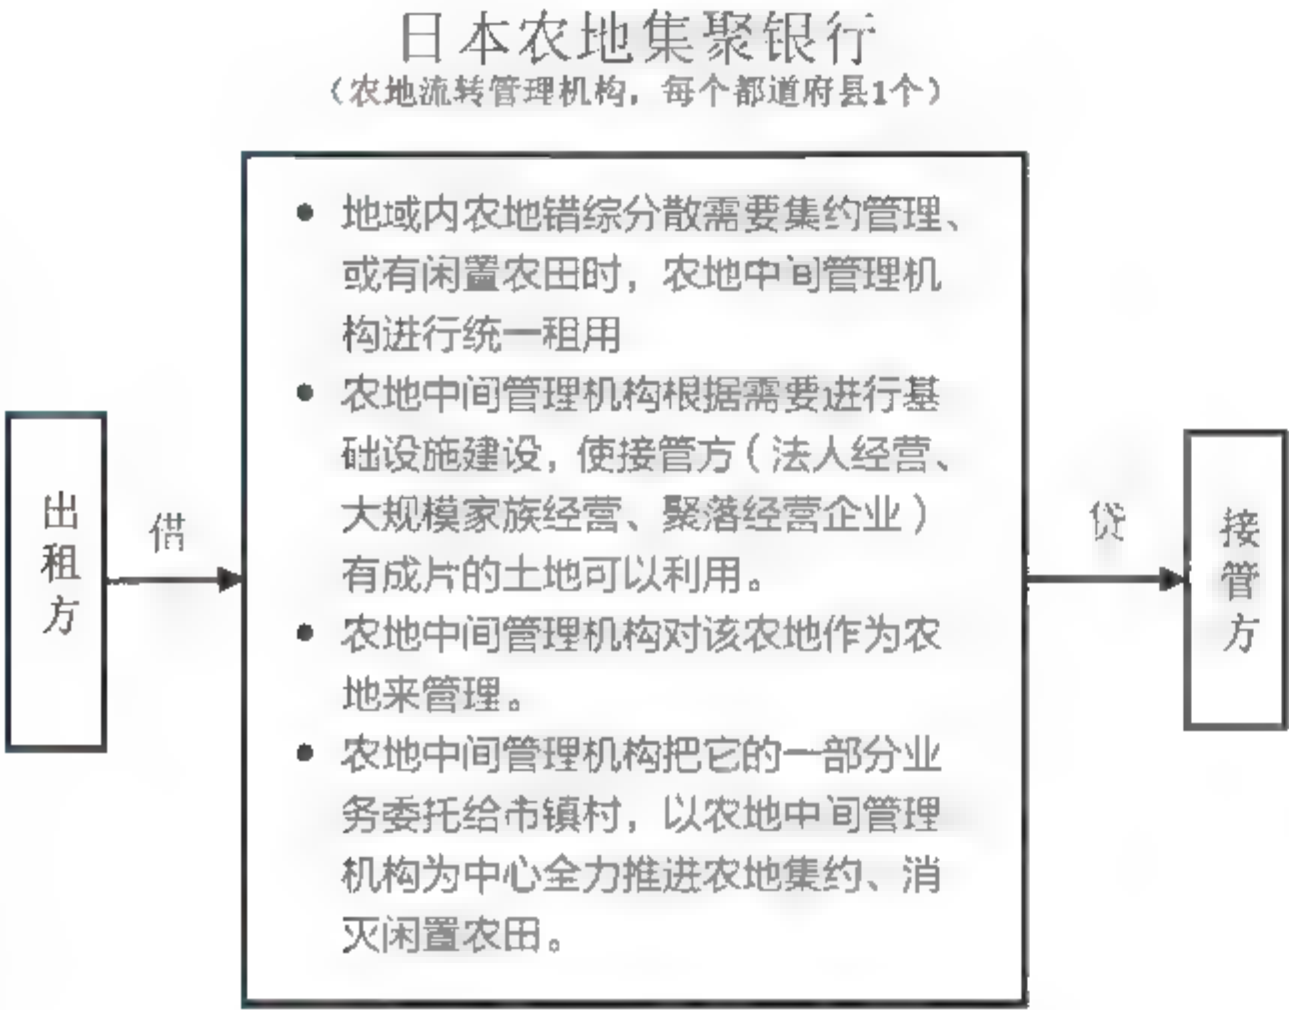 日本农地集聚银行
（农地流转管理机构，每个都道府县1个）
● 地域内农地错综分散需要集约管理、
或有闲置农田时，农地中间管理机
构进行统一租用
● 农地中间管理机构根据需要进行基
础设施建设，使接管方（法人经营、
大规模家族经营、聚落经营企业）
有成片的土地可以利用。
● 农地中间管理机构对该农地作为农
地来管理。
● 农地中间管理机构把它的一部分业
务委托给市镇村，以农地中间管理
机构为中心全力推进农地集约、消
灭闲置农田。
出租方
借
贷
接管方